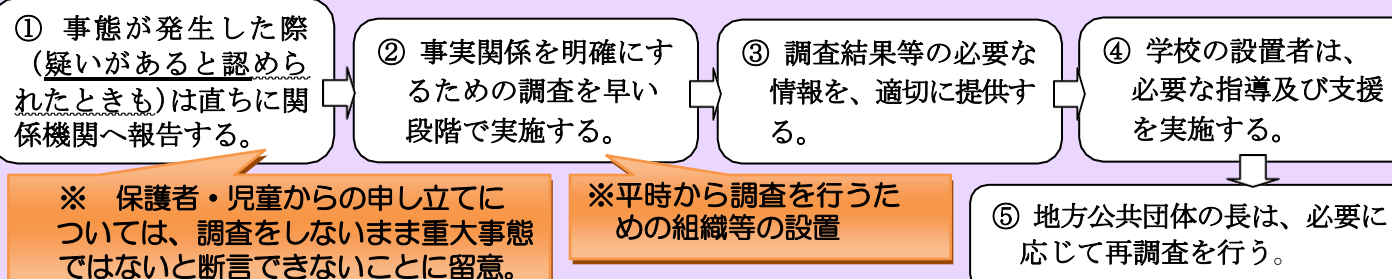 ① 事態が発生した際
（疑いがあると認めら
れたときも）は直ちに関
係機関へ報告する。
② 事実関係を明確にす
るための調査を早い
段階で実施する。
③ 調査結果等の必要な
情報を、適切に提供す
る。
④ 学校の設置者は、
必要な指導及び支援
を実施する。
※　保護者・児童からの申し立てに
ついては、調査をしないまま重大事態
ではないと断言できないことに留意。
※平時から調査を行うた
めの組織等の設置
⑤ 地方公共団体の長は、必要に
応じて再調査を行う。